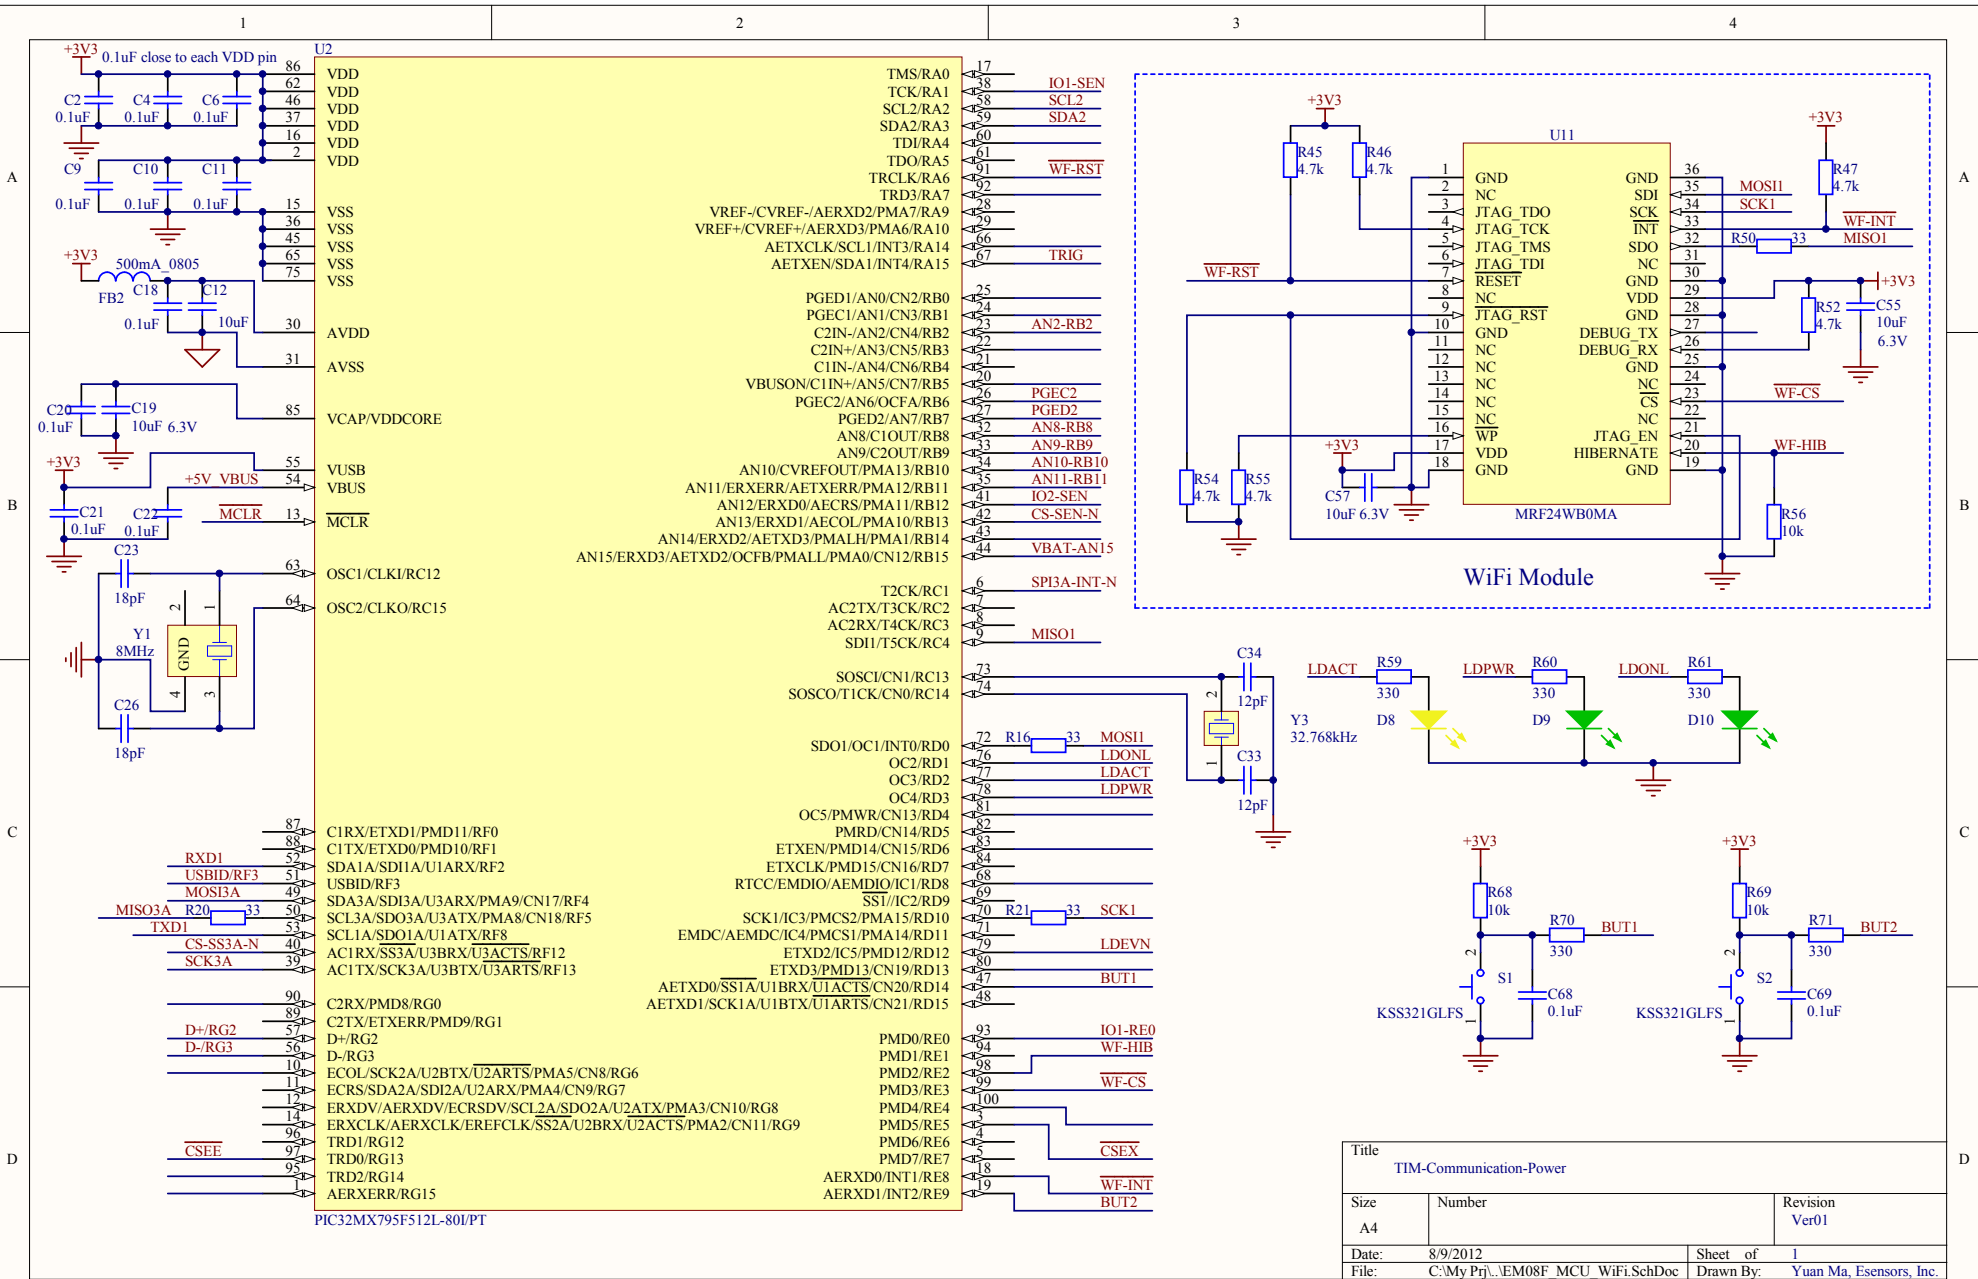 1 2 3 4
A A
B B
C C
D D
+3V3 0.1uF close to each VDD pin
C2 0.1uF
C4 0.1uF
C6 0.1uF
C9 0.1uF
C10 0.1uF
C11 0.1uF
+3V3 500mA_0805
FB2
C18 0.1uF
C12 10uF
C20 0.1uF
C19 10uF 6.3V
+3V3
+5V_VBUS
C21 0.1uF
C22 0.1uF
MCLR
C23 18pF
Y1 8MHz
GND
2 1
4 3
C26 18pF
U2
86 VDD
62 VDD
46 VDD
37 VDD
16 VDD
2 VDD
15 VSS
36 VSS
45 VSS
65 VSS
75 VSS
30 AVDD
31 AVSS
85 VCAP/VDDCORE
55 VUSB
54 VBUS
13 MCLR
63 OSC1/CLKI/RC12
64 OSC2/CLKO/RC15
87 C1RX/ETXD1/PMD11/RF0
88 C1TX/ETXD0/PMD10/RF1
RXD1 52 SDA1A/SDI1A/U1ARX/RF2
USBID/RF3 51 USBID/RF3
MOSI3A 49 SDA3A/SDI3A/U3ARX/PMA9/CN17/RF4
MISO3A R20 33 50 SCL3A/SDO3A/U3ATX/PMA8/CN18/RF5
TXD1 53 SCL1A/SDO1A/U1ATX/RF8
CS-SS3A-N 40 AC1RX/SS3A/U3BRX/U3ACTS/RF12
SCK3A 39 AC1TX/SCK3A/U3BTX/U3ARTS/RF13
90 C2RX/PMD8/RG0
89 C2TX/ETXERR/PMD9/RG1
D+/RG2 57 D+/RG2
D-/RG3 56 D-/RG3
10 ECOL/SCK2A/U2BTX/U2ARTS/PMA5/CN8/RG6
11 ECRS/SDA2A/SDI2A/U2ARX/PMA4/CN9/RG7
12 ERXDV/AERXDV/ECRSDV/SCL2A/SDO2A/U2ATX/PMA3/CN10/RG8
14 ERXCLK/AERXCLK/EREFCLK/SS2A/U2BRX/U2ACTS/PMA2/CN11/RG9
96 TRD1/RG12
CSEE 97 TRD0/RG13
95 TRD2/RG14
1 AERXERR/RG15
PIC32MX795F512L-80I/PT
TMS/RA0 17
TCK/RA1 38 IO1-SEN
SCL2/RA2 58 SCL2
SDA2/RA3 59 SDA2
TDI/RA4 60
TDO/RA5 61
TRCLK/RA6 91 WF-RST
TRD3/RA7 92
VREF-/CVREF-/AERXD2/PMA7/RA9 28
VREF+/CVREF+/AERXD3/PMA6/RA10 29
AETXCLK/SCL1/INT3/RA14 66
AETXEN/SDA1/INT4/RA15 67 TRIG
PGED1/AN0/CN2/RB0 25
PGEC1/AN1/CN3/RB1 24
C2IN-/AN2/CN4/RB2 23 AN2-RB2
C2IN+/AN3/CN5/RB3 22
C1IN-/AN4/CN6/RB4 21
VBUSON/C1IN+/AN5/CN7/RB5 20
PGEC2/AN6/OCFA/RB6 26 PGEC2
PGED2/AN7/RB7 27 PGED2
AN8/C1OUT/RB8 32 AN8-RB8
AN9/C2OUT/RB9 33 AN9-RB9
AN10/CVREFOUT/PMA13/RB10 34 AN10-RB10
AN11/ERXERR/AETXERR/PMA12/RB11 35 AN11-RB11
AN12/ERXD0/AECRS/PMA11/RB12 41 IO2-SEN
AN13/ERXD1/AECOL/PMA10/RB13 42 CS-SEN-N
AN14/ERXD2/AETXD3/PMALH/PMA1/RB14 43
AN15/ERXD3/AETXD2/OCFB/PMALL/PMA0/CN12/RB15 44 VBAT-AN15
T2CK/RC1 6 SPI3A-INT-N
AC2TX/T3CK/RC2 7
AC2RX/T4CK/RC3 8
SDI1/T5CK/RC4 9 MISO1
SOSCI/CN1/RC13 73
SOSCO/T1CK/CN0/RC14 74
SDO1/OC1/INT0/RD0 72 R16 33 MOSI1
OC2/RD1 76 LDONL
OC3/RD2 77 LDACT
OC4/RD3 78 LDPWR
OC5/PMWR/CN13/RD4 81
PMRD/CN14/RD5 82
ETXEN/PMD14/CN15/RD6 83
ETXCLK/PMD15/CN16/RD7 84
RTCC/EMDIO/AEMDIO/IC1/RD8 68
SS1//IC2/RD9 69
SCK1/IC3/PMCS2/PMA15/RD10 70 R21 33 SCK1
EMDC/AEMDC/IC4/PMCS1/PMA14/RD11 71
ETXD2/IC5/PMD12/RD12 79 LDEVN
ETXD3/PMD13/CN19/RD13 80
AETXD0/SS1A/U1BRX/U1ACTS/CN20/RD14 47 BUT1
AETXD1/SCK1A/U1BTX/U1ARTS/CN21/RD15 48
PMD0/RE0 93 IO1-RE0
PMD1/RE1 94 WF-HIB
PMD2/RE2 98
PMD3/RE3 99 WF-CS
PMD4/RE4 100
PMD5/RE5 3
PMD6/RE6 4
PMD7/RE7 5 CSEX
AERXD0/INT1/RE8 18 WF-INT
AERXD1/INT2/RE9 19 BUT2
C34 12pF
2 1
Y3 32.768kHz
C33 12pF
+3V3
R45 4.7k
R46 4.7k
WF-RST
R54 4.7k
R55 4.7k
+3V3
C57
10uF 6.3V
U11
1 GND
2 NC
3 JTAG_TDO
4 JTAG_TCK
5 JTAG_TMS
6 JTAG_TDI
7 RESET
8 NC
9 JTAG_RST
10 GND
11 NC
12 NC
13 NC
14 NC
15 NC
16 WP
17 VDD
18 GND
GND 36
SDI 35 MOSI1
SCK 34 SCK1
INT 33 WF-INT
SDO 32 R50 33 MISO1
NC 31
GND 30
VDD 29
GND 28
DEBUG_TX 27
DEBUG_RX 26
GND 25
NC 24
CS 23 WF-CS
NC 22
JTAG_EN 21
HIBERNATE 20 WF-HIB
GND 19
MRF24WB0MA
+3V3
R47 4.7k
+3V3
R52 4.7k
C55 10uF 6.3V
R56 10k
WiFi Module
LDACT R59 330 D8
LDPWR R60 330 D9
LDONL R61 330 D10
+3V3
R68 10k
R70 330 BUT1
2 1
S1
KSS321GLFS
C68 0.1uF
+3V3
R69 10k
R71 330 BUT2
2 1
S2
KSS321GLFS
C69 0.1uF
Title
TIM-Communication-Power
Size A4
Number
Revision Ver01
Date: 8/9/2012 Sheet of 1
File: C:\My Prj\..\EM08F_MCU_WiFi.SchDoc Drawn By: Yuan Ma, Esensors, Inc.